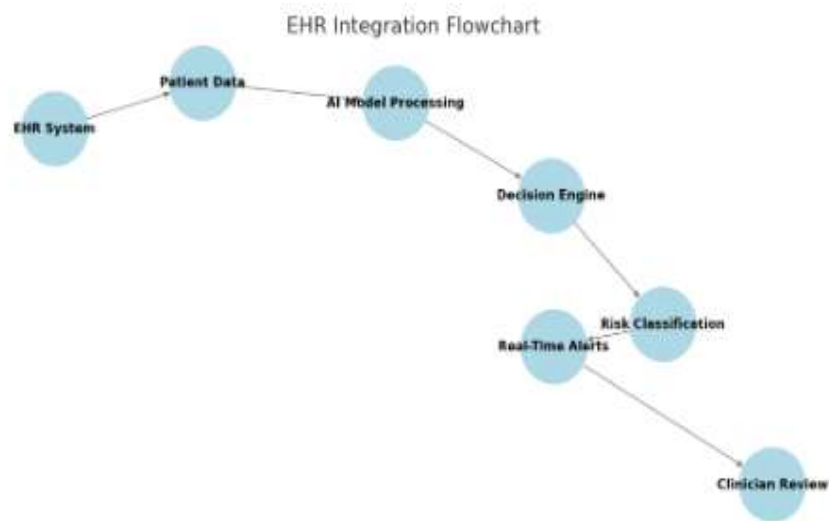 EHR Integration Flowchart
Patient Data
AI Model Processing
EHR System
Decision Engine
Risk Classification
Real-Time Alerts
Clinician Review